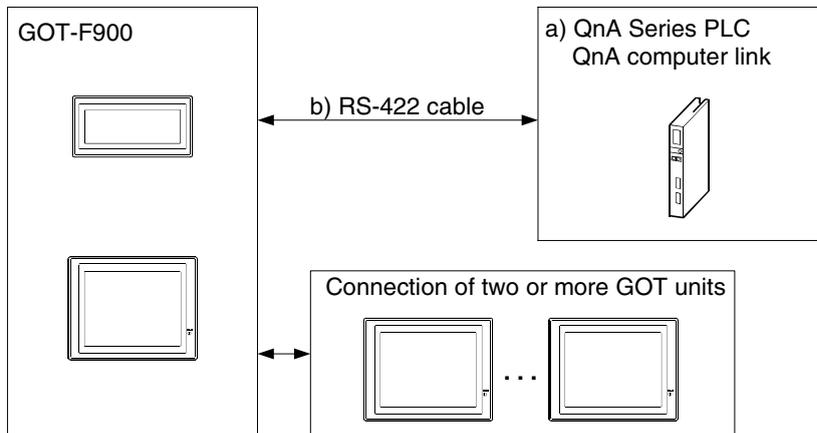 GOT-F900
a) QnA Series PLC
QnA computer link
b) RS-422 cable
Connection of two or more GOT units
...